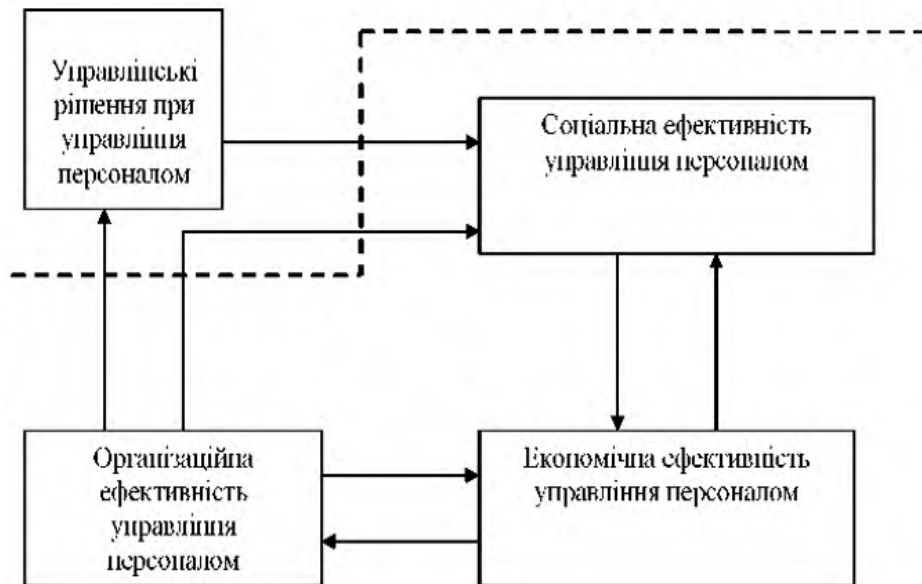 Управлінські
рішення при
управління
персоналом
Соціальна ефективність
управління персоналом
Організаційна
ефективність
управління
персоналом
Економічна ефективність
управління персоналом